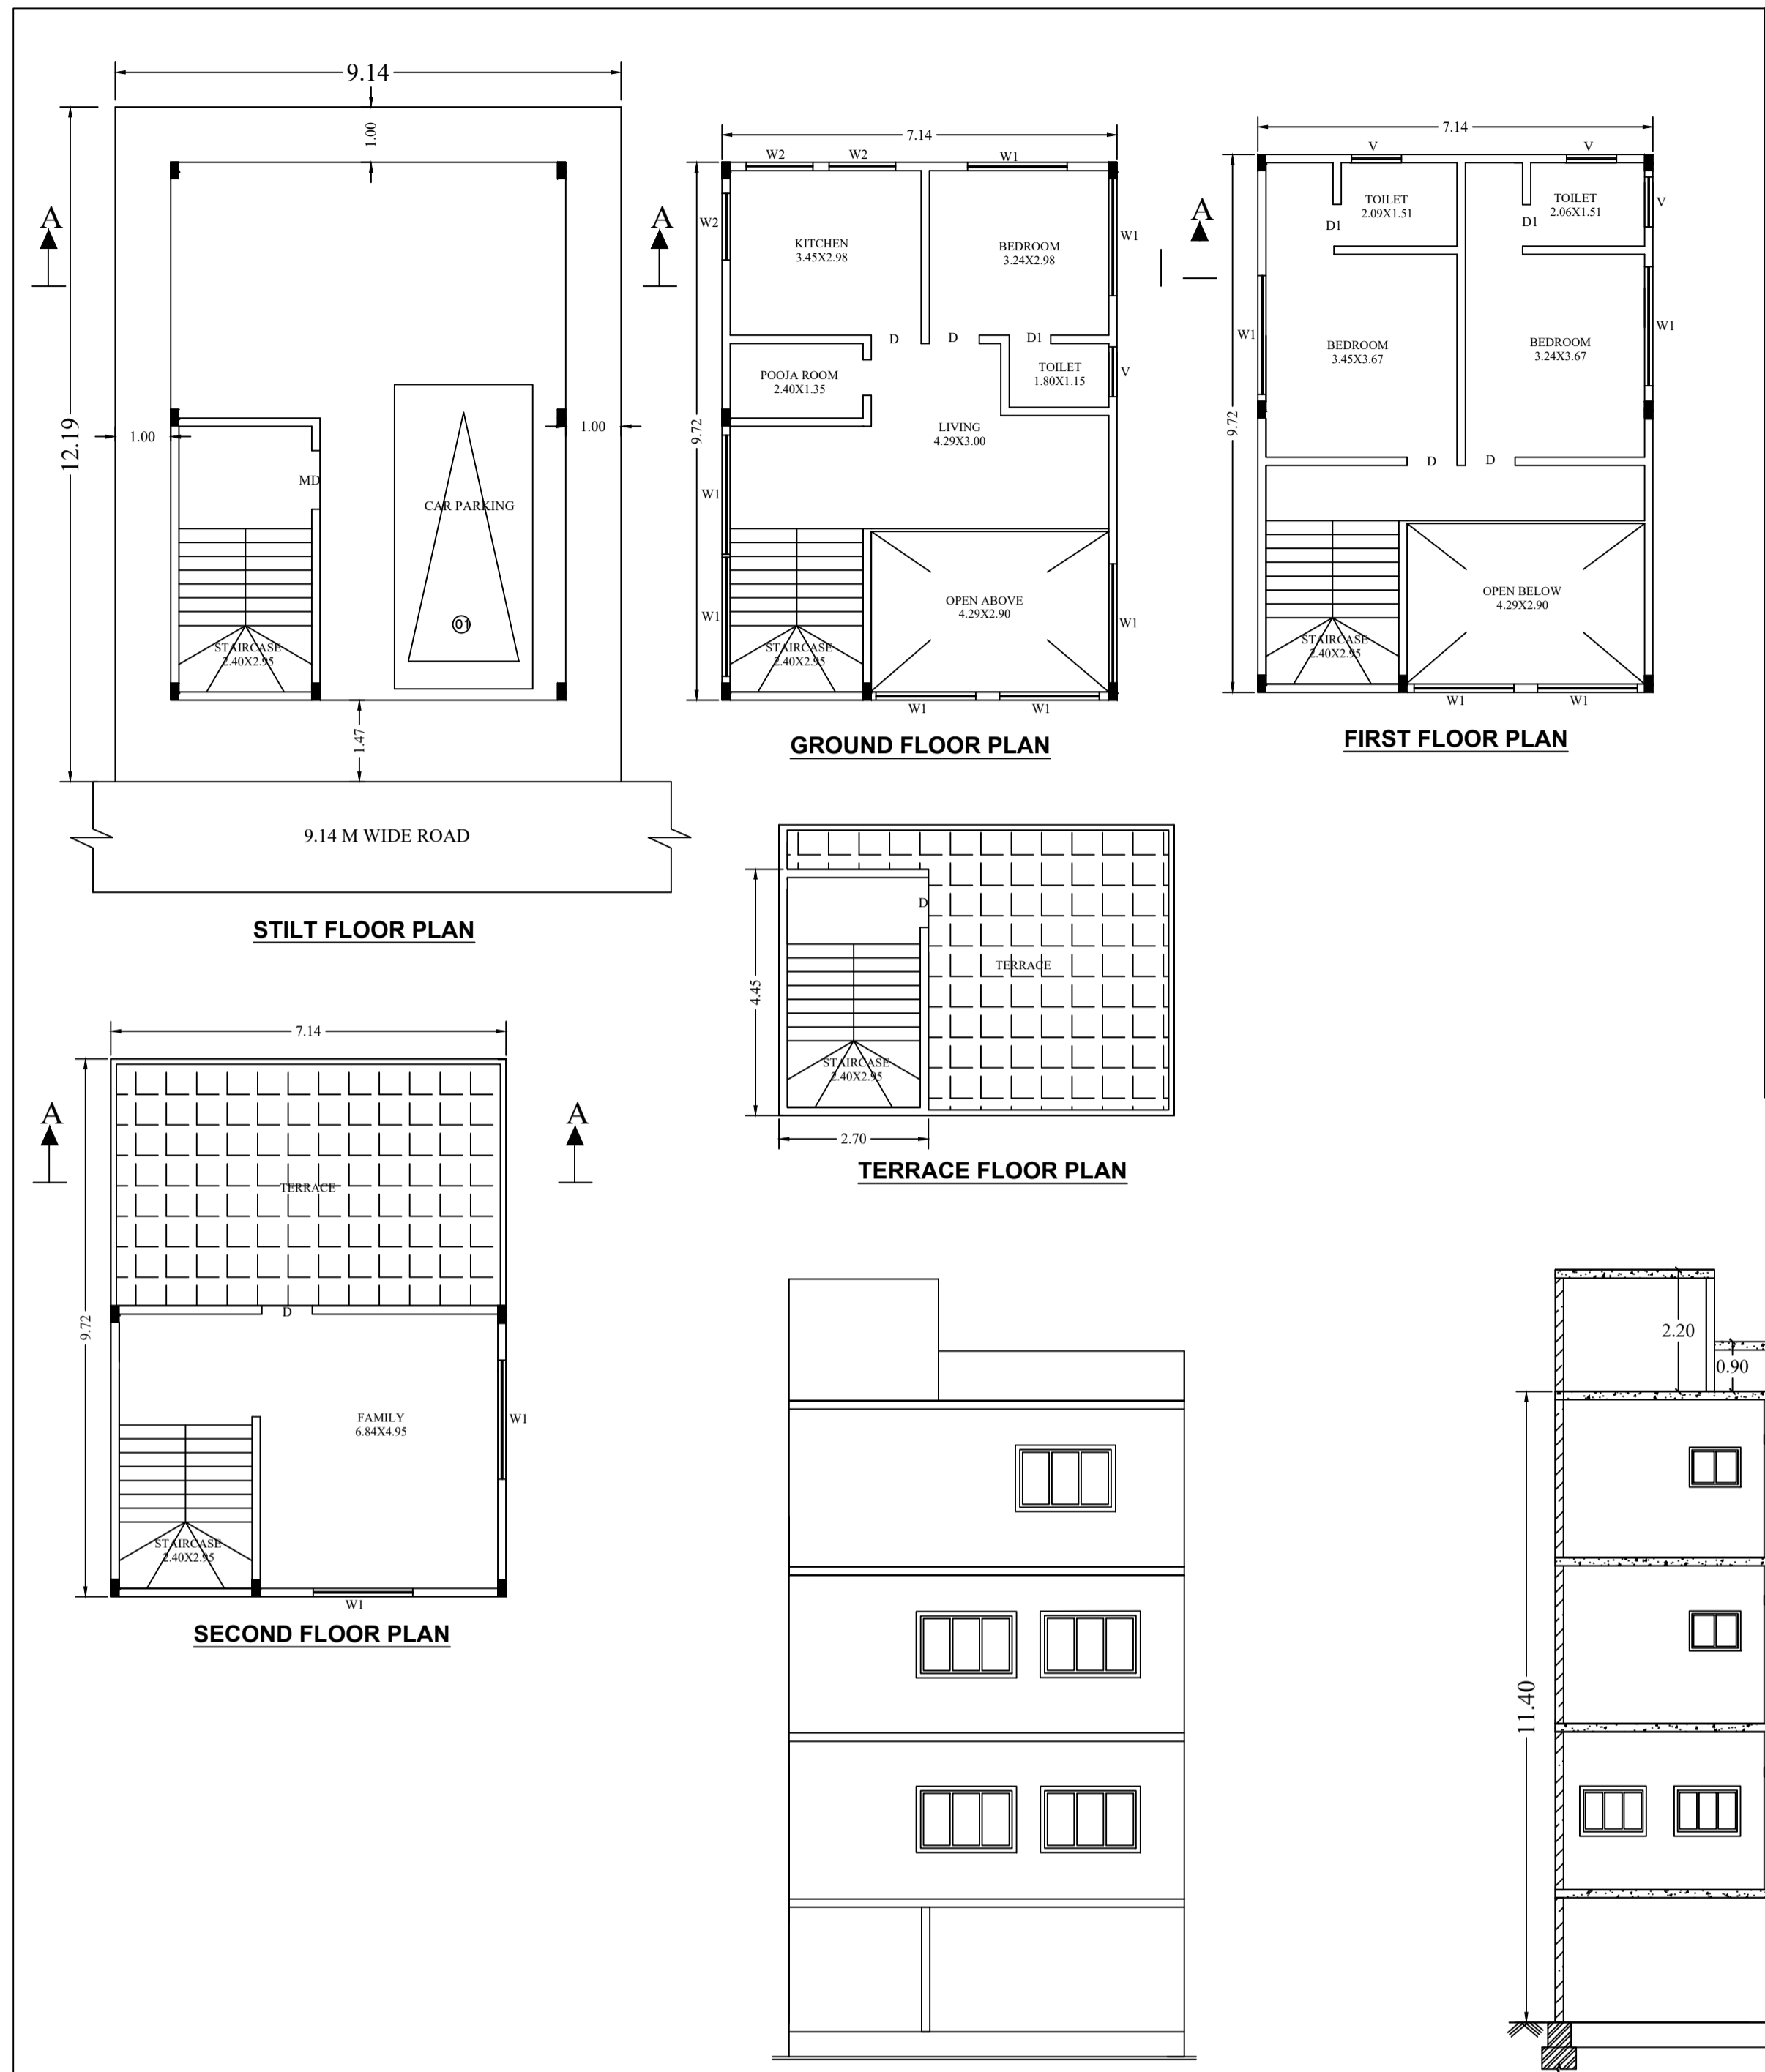 9.14
1.00
12.19
A
A
1.00
1.00
MD
CAR PARKING
01
STAIRCASE
2.40X2.95
1.47
9.14 M WIDE ROAD
STILT FLOOR PLAN
7.14
W2
W2
W1
W2
KITCHEN
3.45X2.98
BEDROOM
3.24X2.98
W1
D
D
D1
POOJA ROOM
2.40X1.35
TOILET
1.80X1.15
V
9.72
LIVING
4.29X3.00
W1
W1
OPEN ABOVE
4.29X2.90
W1
STAIRCASE
2.40X2.95
W1
W1
GROUND FLOOR PLAN
7.14
V
V
A
TOILET
2.09X1.51
TOILET
2.06X1.51
V
D1
D1
W1
BEDROOM
3.45X3.67
BEDROOM
3.24X3.67
W1
9.72
D
D
OPEN BELOW
4.29X2.90
STAIRCASE
2.40X2.95
W1
W1
FIRST FLOOR PLAN
D
4.45
TERRACE
STAIRCASE
2.40X2.95
2.70
TERRACE FLOOR PLAN
7.14
A
A
TERRACE
D
9.72
FAMILY
6.84X4.95
W1
STAIRCASE
2.40X2.95
W1
SECOND FLOOR PLAN
2.20
0.90
11.40